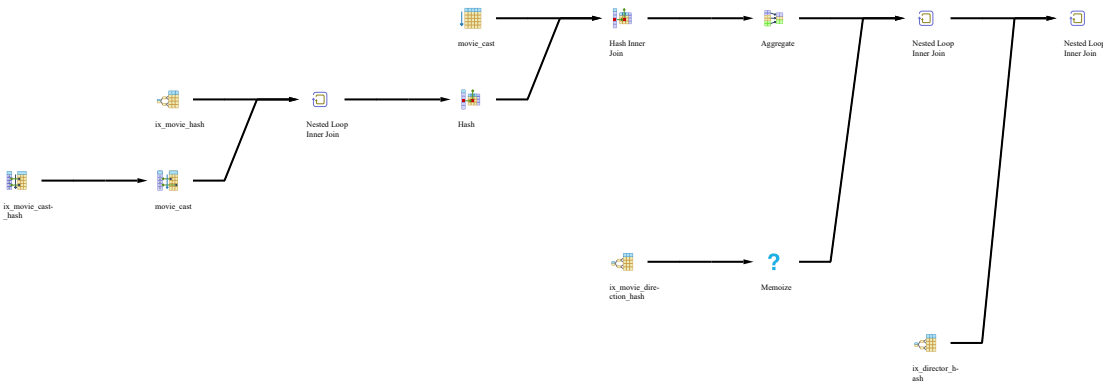 movie_cast
Hash Inner
Join
Aggregate
Nested Loop
Inner Join
Nested Loop
Inner Join
ix_movie_hash
Nested Loop
Inner Join
Hash
ix_movie_cast-
_hash
movie_cast
ix_movie_dire-
ction_hash
?
Memoize
ix_director_h-
ash